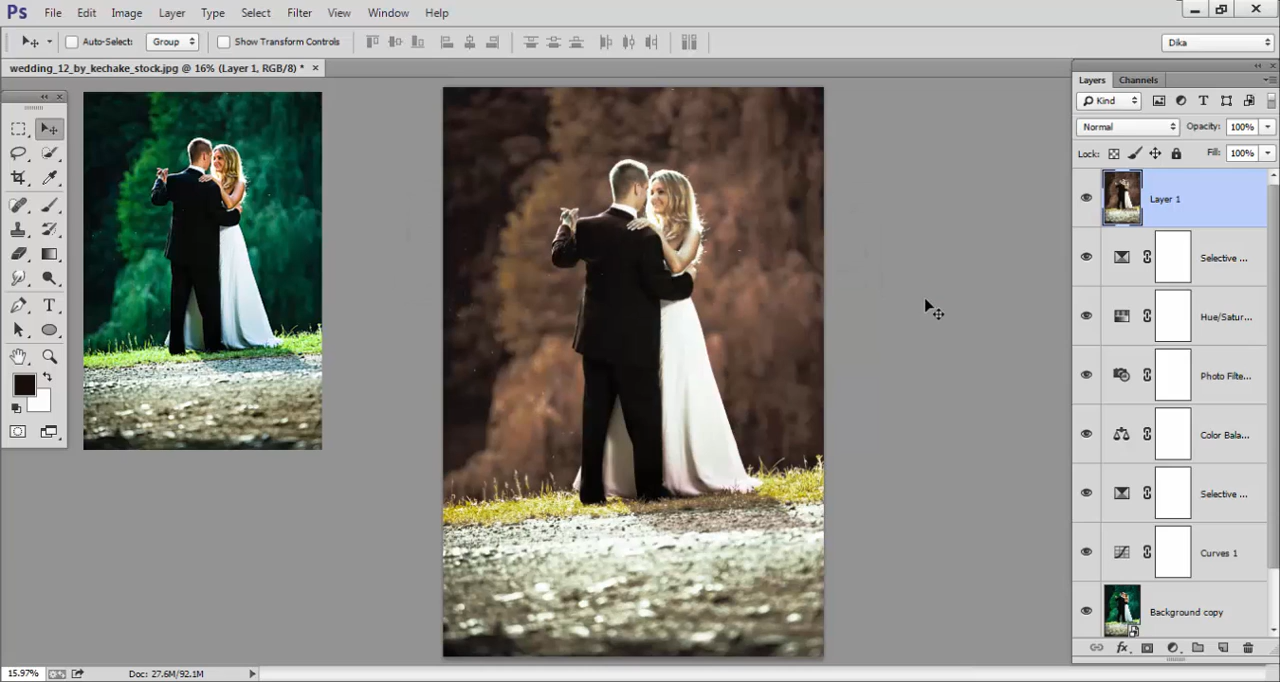 Ps File Edit Image Layer Type Select Filter View Window Help
Auto-Select: Group Show Transform Controls Dika
wedding_12_by_kechake_stock.jpg @ 16% (Layer 1, RGB/8) * ×
Layers Channels
Kind
Normal Opacity: 100%
Lock: Fill: 100%
Layer 1
Selective ...
Hue/Satur...
Photo Filte...
Color Bala...
Selective ...
Curves 1
Background copy
fx
15.97% Doc: 27.6M/92.1M